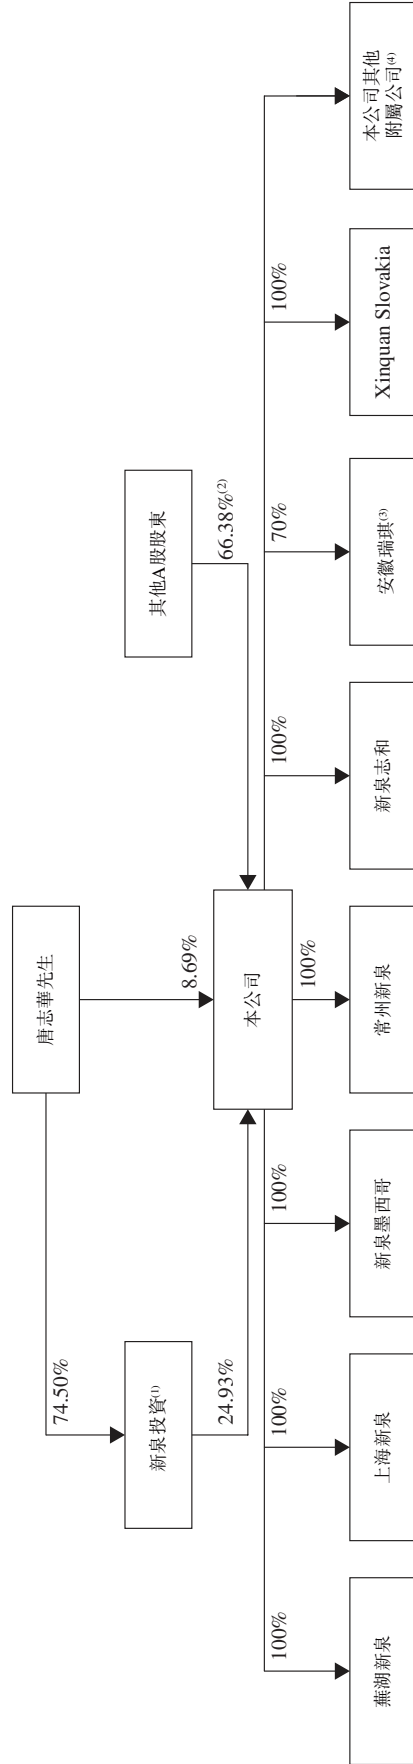 唐志華先生
74.50%
新泉投資(1)
其他A股股東
24.93%
8.69%
66.38%(2)
本公司
100%
100%
100%
100%
100%
70%
100%
蕪湖新泉
上海新泉
新泉墨西哥
常州新泉
新泉志和
安徽瑞琪(3)
Xinquan Slovakia
本公司其他
附屬公司(4)